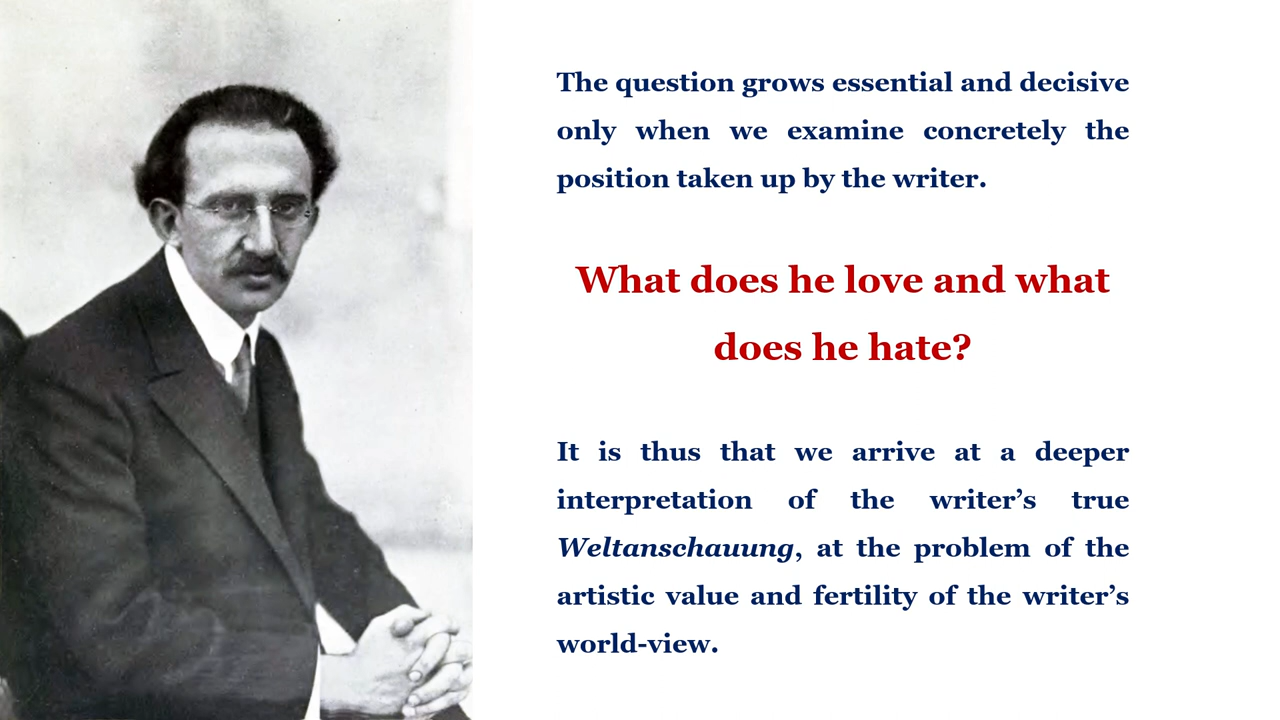 The question grows essential and decisive
only when we examine concretely the
position taken up by the writer.
What does he love and what
does he hate?
It is thus that we arrive at a deeper
interpretation of the writer’s true
Weltanschauung, at the problem of the
artistic value and fertility of the writer’s
world-view.